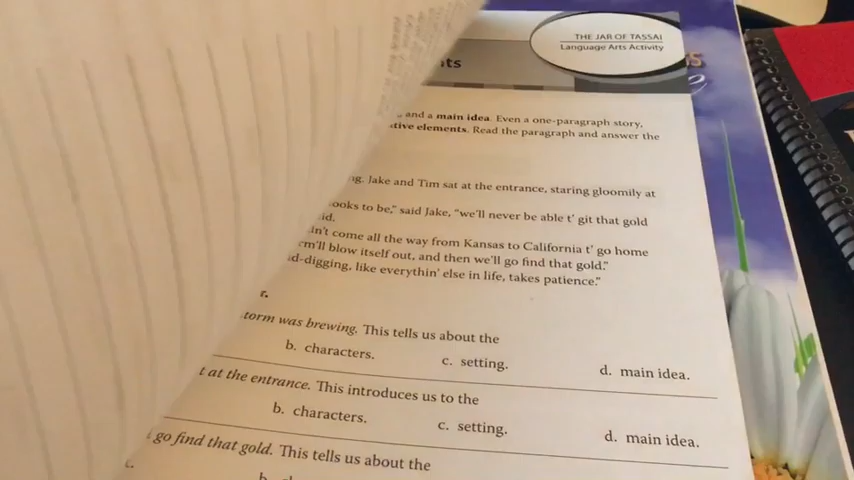 THE JAR OF TASSAI
Language Arts Activity
and a main idea. Even a one-paragraph story,
tive elements. Read the paragraph and answer the
Jake and Tim sat at the entrance, staring gloomily at
ooks to be," said Jake, "we'll never be able t' git that gold
id.
in't come all the way from Kansas to California t' go home
m'll blow itself out, and then we'll go find that gold."
d-digging, like everythin' else in life, takes patience."
r.
torm was brewing. This tells us about the
b. characters. c. setting. d. main idea.
t at the entrance. This introduces us to the
b. characters. c. setting. d. main idea.
go find that gold. This tells us about the